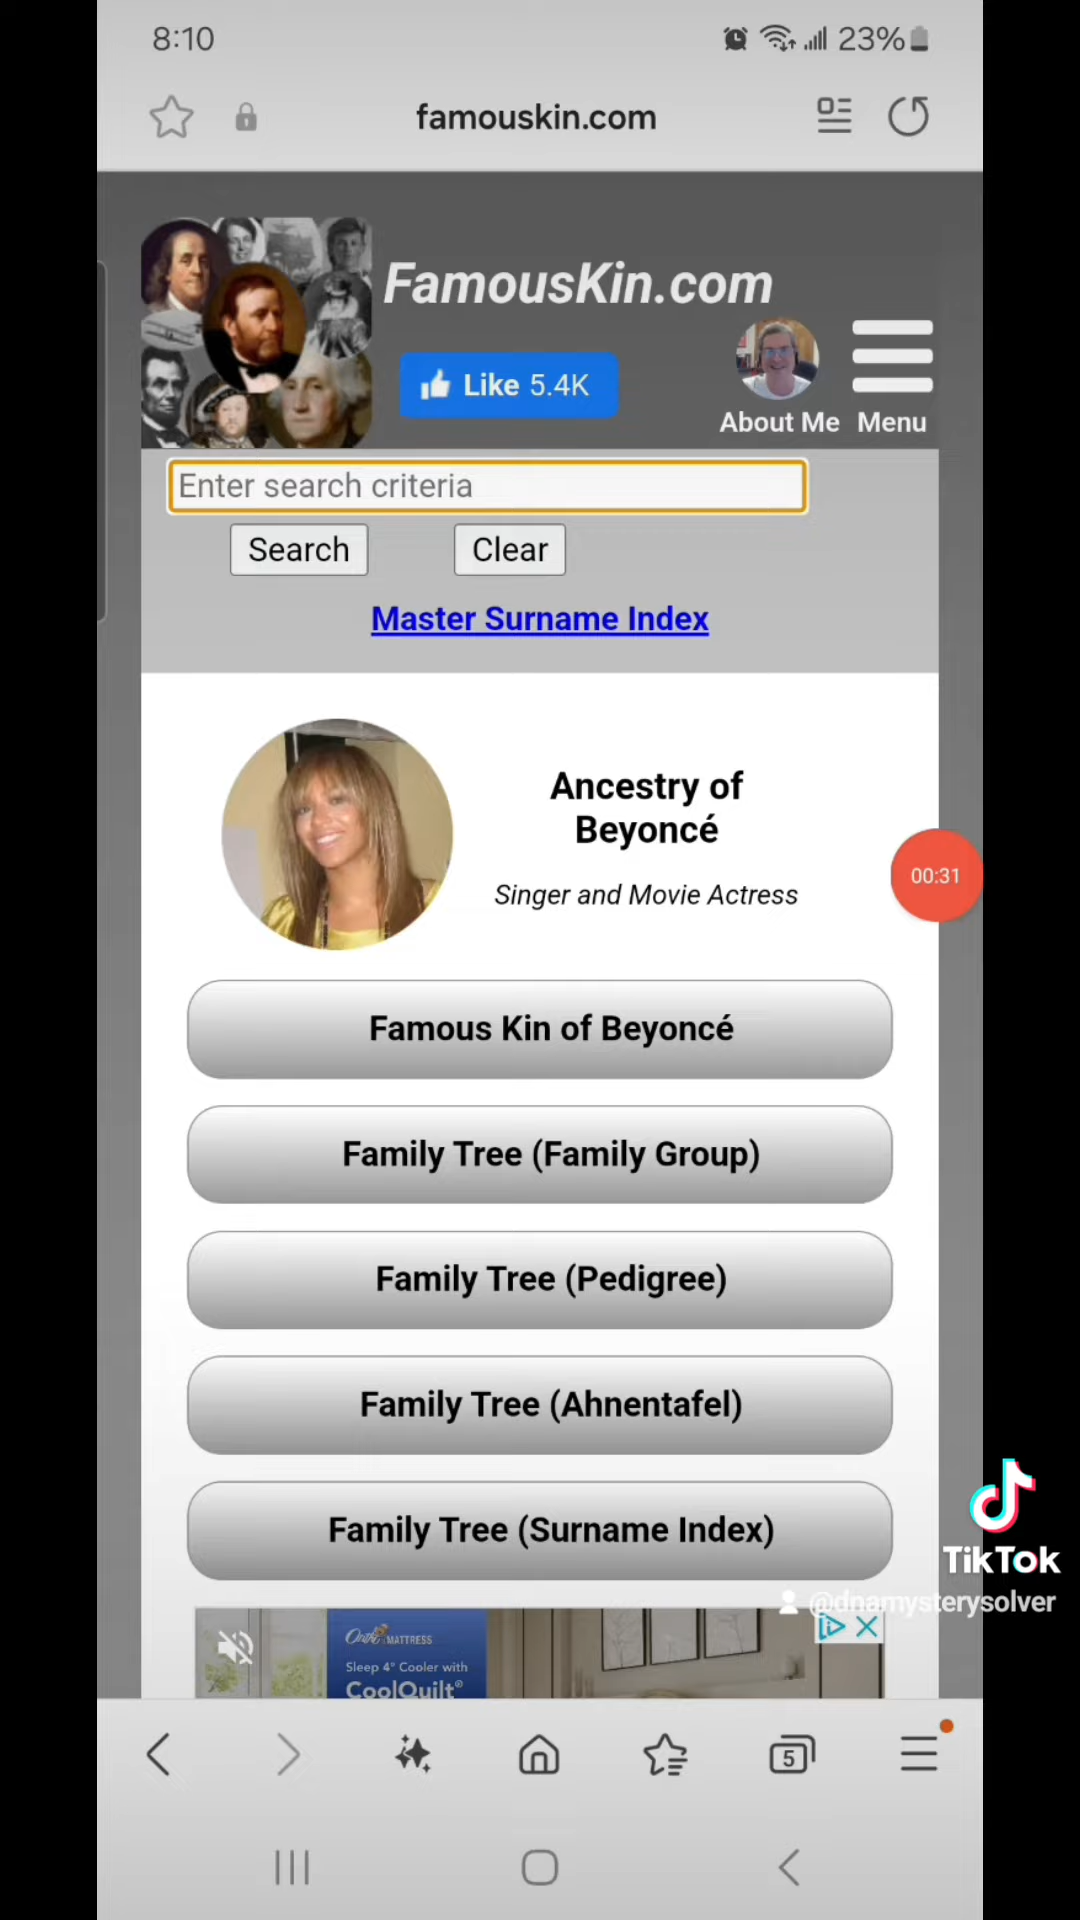 8:10
23%
famouskin.com
FamousKin.com
Like 5.4K
About Me
Menu
Enter search criteria
Search
Clear
Master Surname Index
Ancestry of
Beyoncé
Singer and Movie Actress
00:31
Famous Kin of Beyoncé
Family Tree (Family Group)
Family Tree (Pedigree)
Family Tree (Ahnentafel)
Family Tree (Surname Index)
TikTok
@dnamysterysolver
MATTRESS
Sleep 4° Cooler with
CoolQuilt®
5